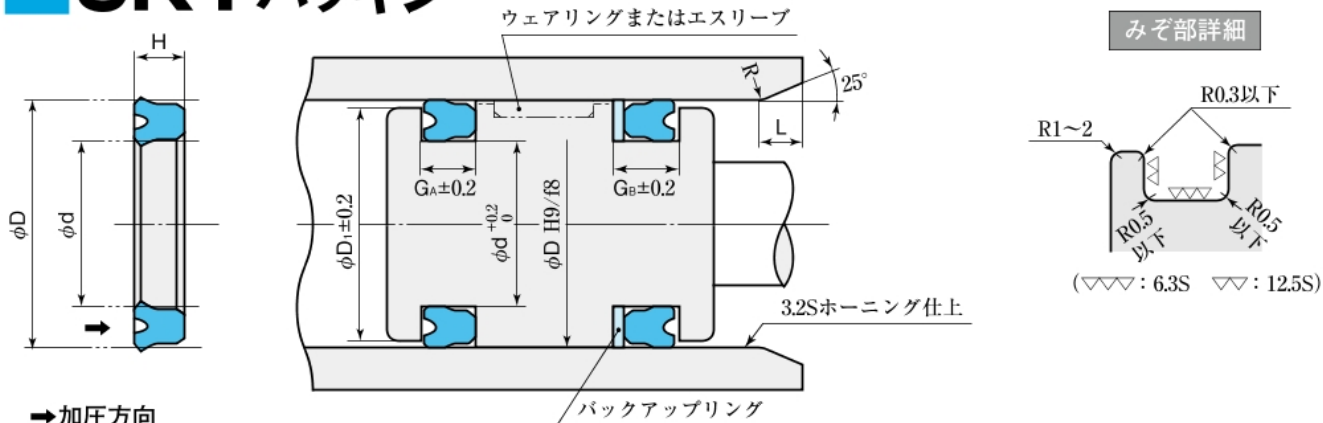 パッキン
ウェアリングまたはエスリーブ
みぞ部詳細
H
R
25°
L
R0.3以下
R1〜2
GA±0.2
GB±0.2
φD
φd
φD1±0.2
φd +0.2 0
φD H9/f8
R0.5以下
R0.5以下
(▽▽▽:6.3S ▽▽:12.5S)
3.2Sホーニング仕上
バックアップリング
➡加圧方向